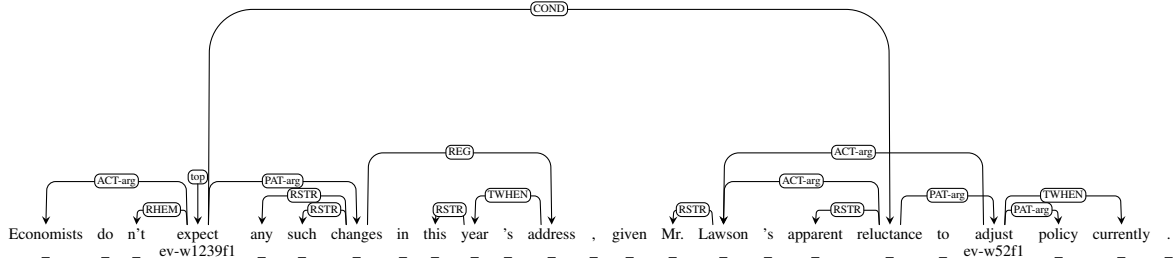 COND
REG ACT-arg
ACT-arg top PAT-arg RSTR TWHEN ACT-arg PAT-arg TWHEN
RHEM RSTR RSTR RSTR RSTR PAT-arg
Economists do n't expect any such changes in this year 's address , given Mr. Lawson 's apparent reluctance to adjust policy currently .
_ _ _ ev-w1239f1 _ _ _ _ _ _ _ _ _ _ _ _ _ _ _ _ ev-w52f1 _ _ _